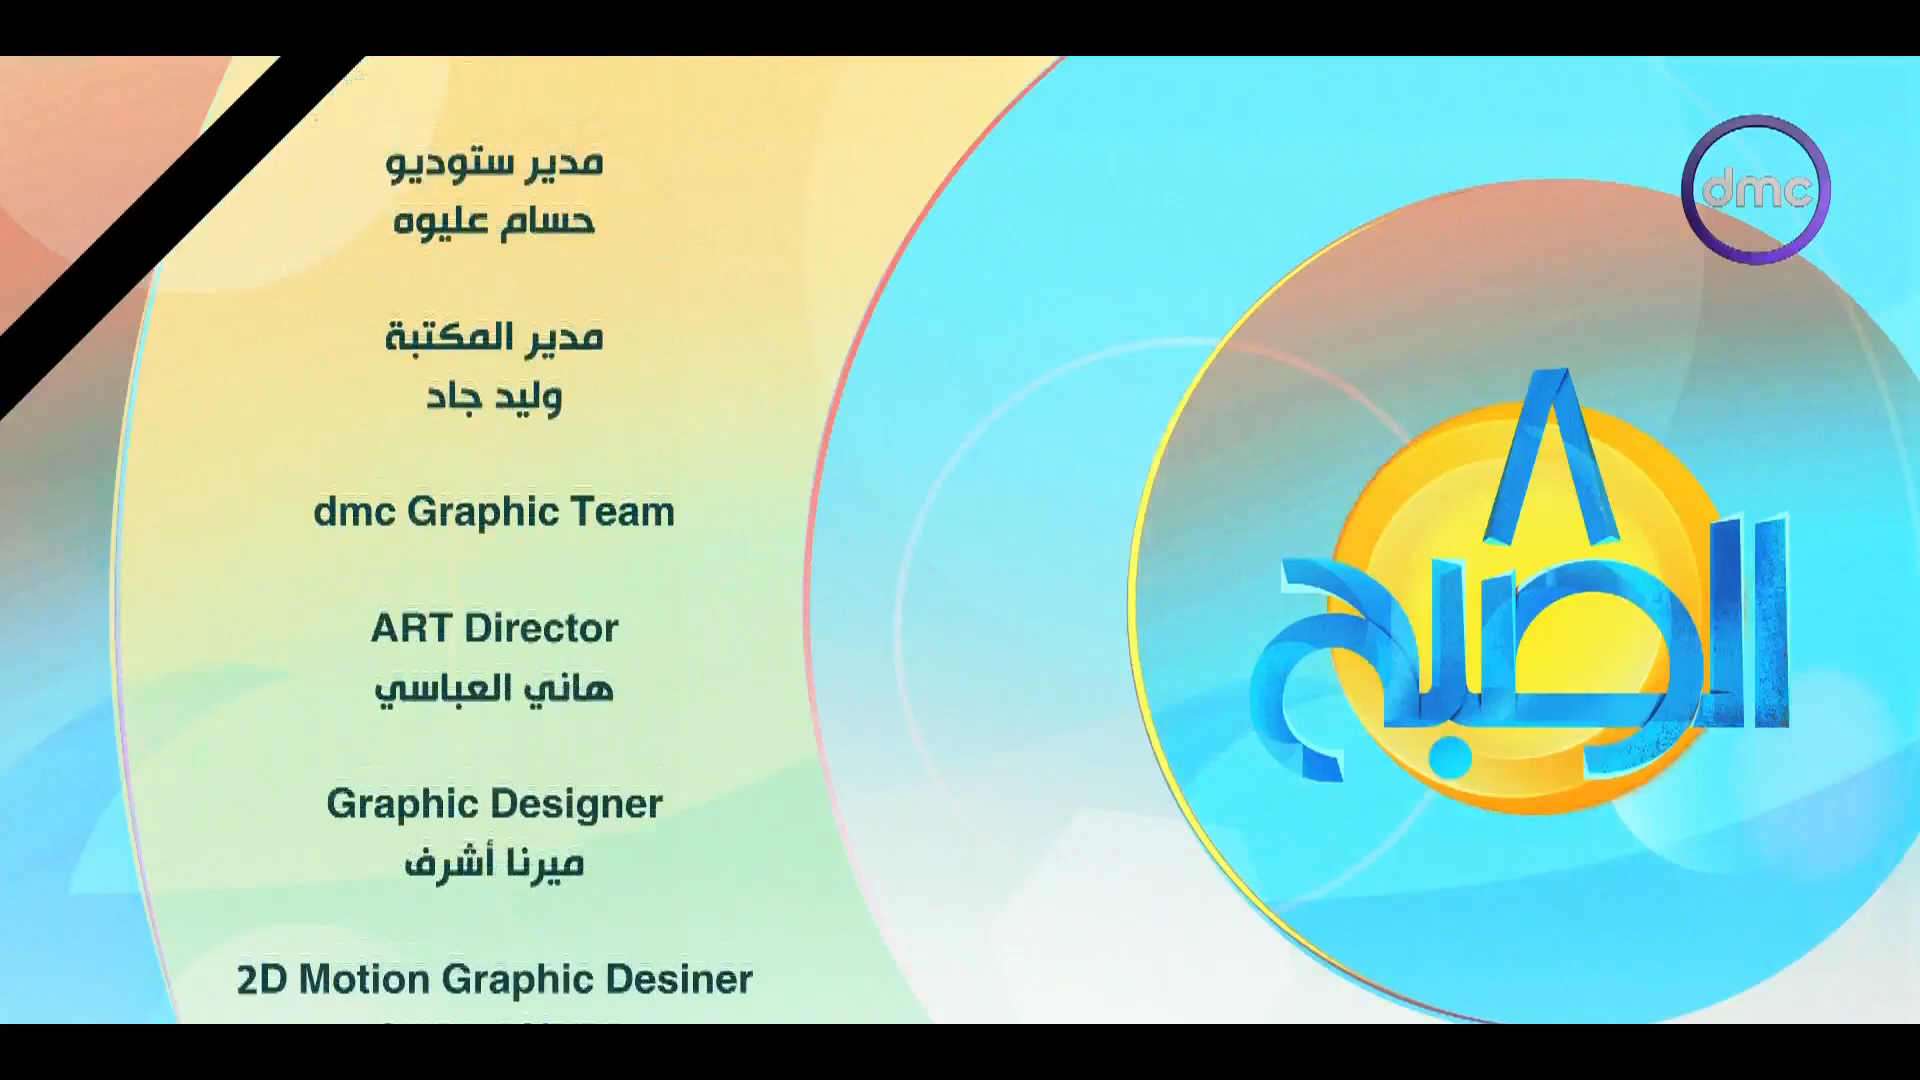 مدير ستوديو
حسام عليوه
مدير المكتبة
وليد جاد
dmc Graphic Team
ART Director
هاني العباسي
Graphic Designer
ميرنا أشرف
2D Motion Graphic Desiner
dmc
٨
الصبح